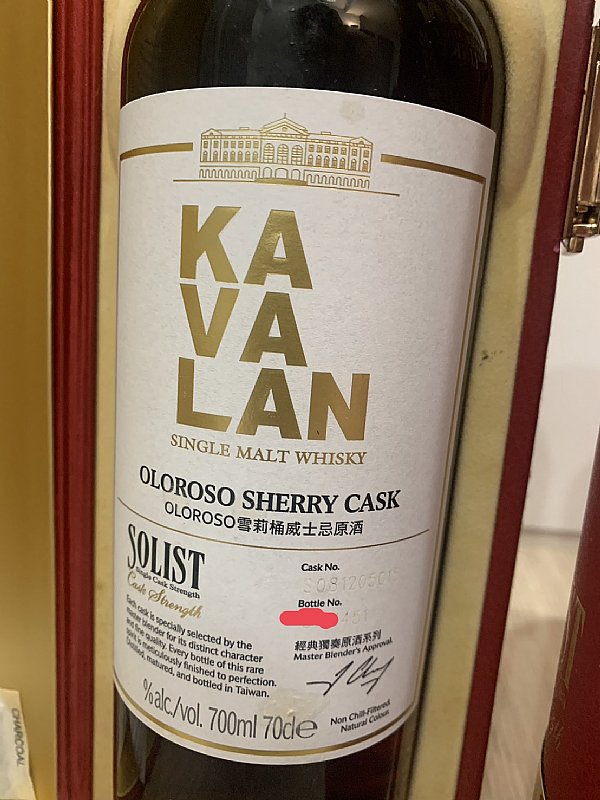 KA
VA
LAN
SINGLE MALT WHISKY
OLOROSO SHERRY CASK
OLOROSO雪莉桶威士忌原酒
SOLIST
Single Cask Strength
Cask Strength
Each cask is specially selected by the
master blender for its distinct character
and fine quality. Every bottle of this rare
spirit is meticulously finished to perfection.
Distilled, matured, and bottled in Taiwan.
%alc./vol. 700ml 70cl e
Cask No.
Bottle No.
經典獨奏原酒系列
Master Blender's Approval.
Non Chill-Filtered
Natural Colour
CHARCOAL